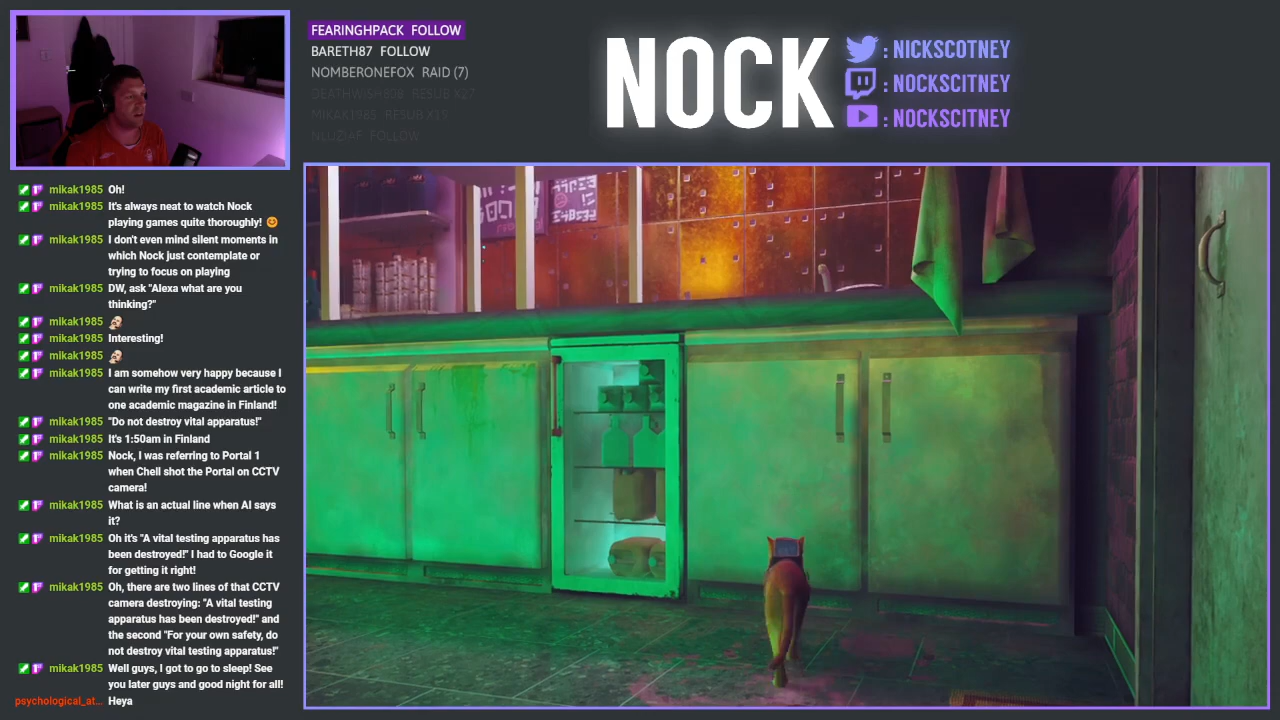 FEARINGHPACK FOLLOW
BARETH87 FOLLOW
NOMBERONEFOX RAID (7)
DEATHWISH898 RESUB X27
MIKAK1985 RESUB X19
FOLLOW
NOCK
: NICKSCOTNEY
: NOCKSCITNEY
: NOCKSCITNEY
mikak1985 Oh!
mikak1985 It's always neat to watch Nock
playing games quite thoroughly!
mikak1985 I don't even mind silent moments in
which Nock just contemplate or
trying to focus on playing
mikak1985 DW, ask "Alexa what are you
thinking?"
mikak1985
mikak1985 Interesting!
mikak1985
mikak1985 I am somehow very happy because I
can write my first academic article to
one academic magazine in Finland!
mikak1985 "Do not destroy vital apparatus!"
mikak1985 It's 1:50am in Finland
mikak1985 Nock, I was referring to Portal 1
when Chell shot the Portal on CCTV
camera!
mikak1985 What is an actual line when AI says
it?
mikak1985 Oh it's "A vital testing apparatus has
been destroyed!" I had to Google it
for getting it right!
mikak1985 Oh, there are two lines of that CCTV
camera destroying: "A vital testing
apparatus has been destroyed!" and
the second "For your own safety, do
not destroy vital testing apparatus!"
mikak1985 Well guys, I got to go to sleep! See
you later guys and good night for all!
psychological_at... Heya